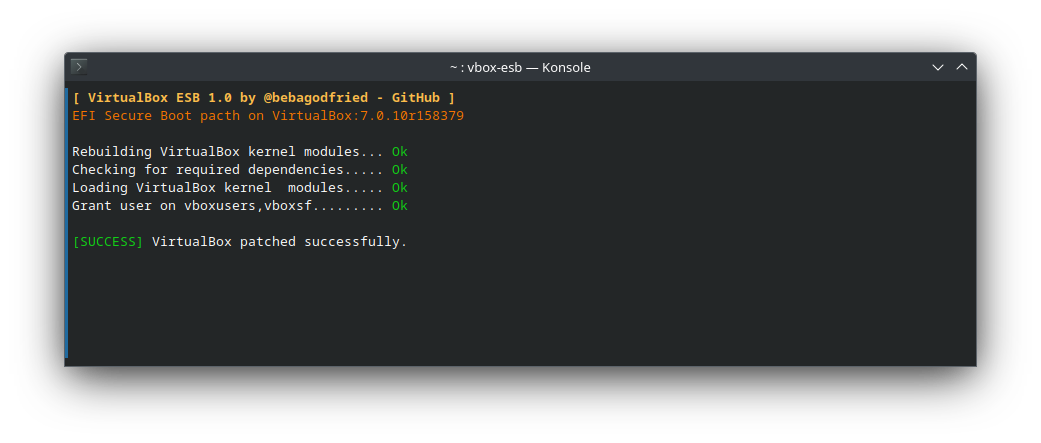 ~ : vbox-esb — Konsole
[ VirtualBox ESB 1.0 by @bebagodfried - GitHub ]
EFI Secure Boot pacth on VirtualBox:7.0.10r158379
Rebuilding VirtualBox kernel modules... Ok
Checking for required dependencies..... Ok
Loading VirtualBox kernel  modules..... Ok
Grant user on vboxusers,vboxsf......... Ok
[SUCCESS] VirtualBox patched successfully.